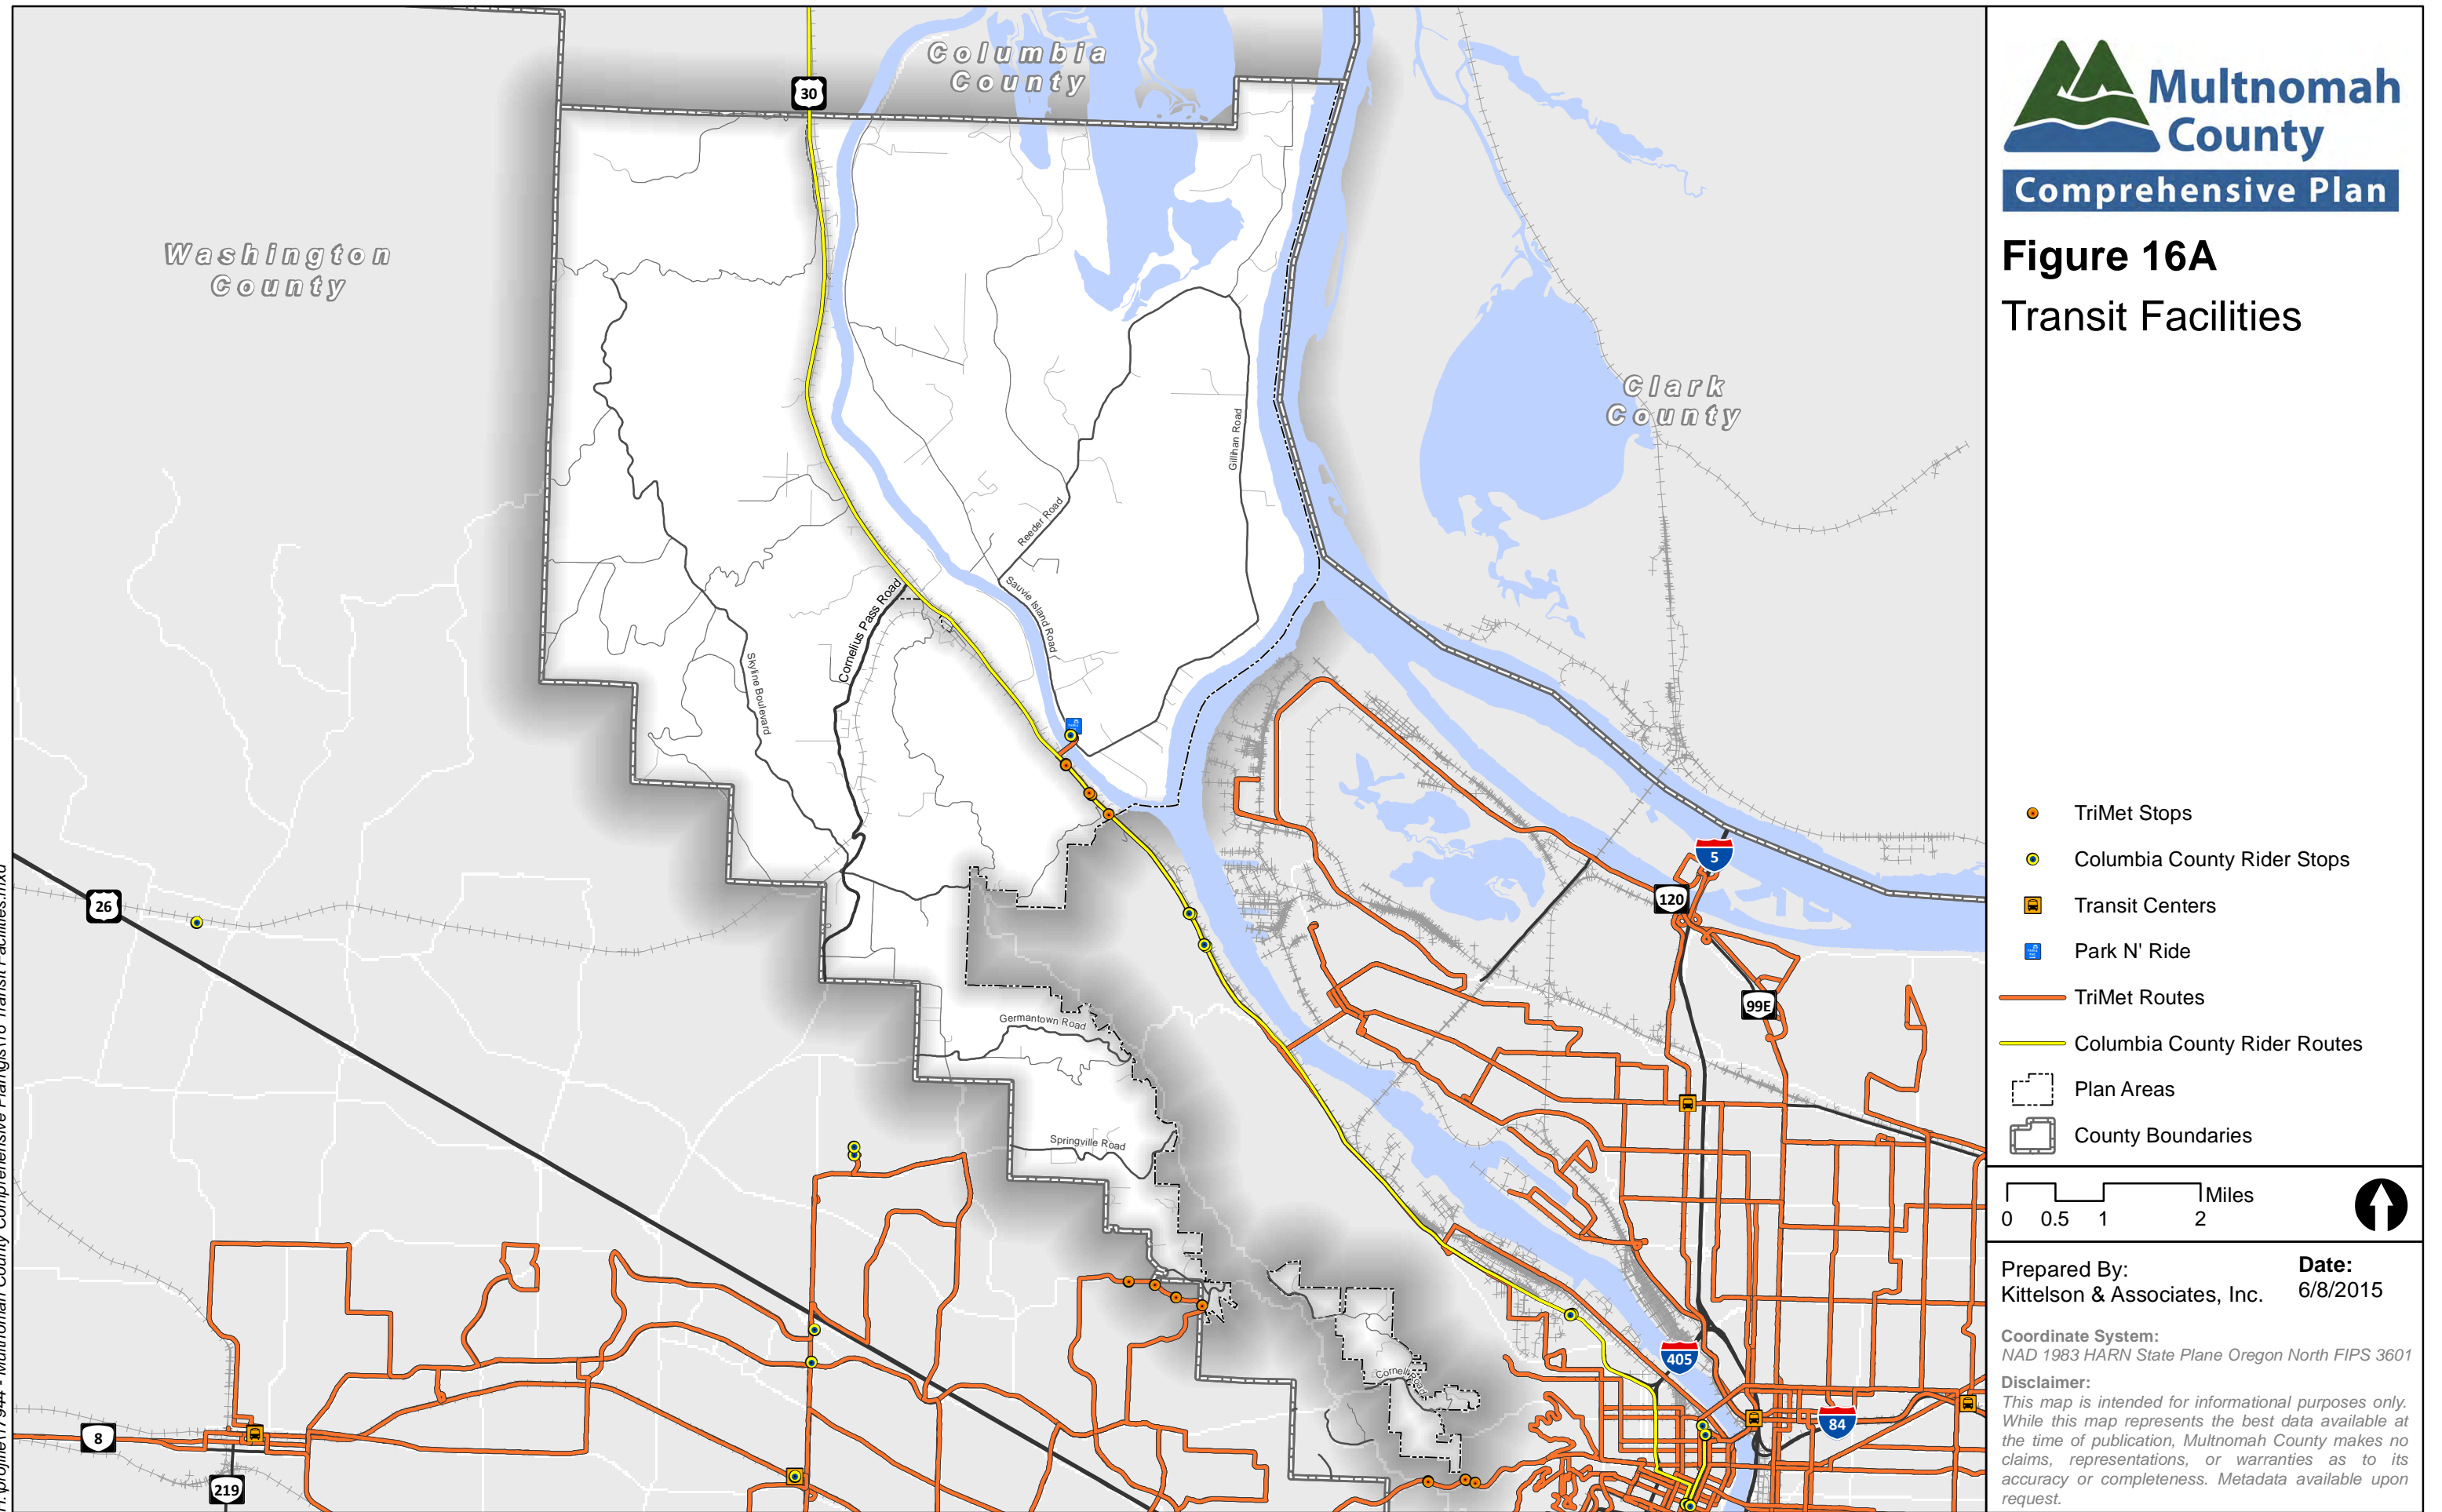 Columbia
County
30
Washington
County
Clark
County
Gillihan Road
Reeder Road
Sauvie Island Road
Cornelius Pass Road
Skyline Boulevard
26
5
120
99E
Germantown Road
Springville Road
Cornell Road
405
84
8
219
Multnomah
County
Comprehensive Plan
Figure 16A
Transit Facilities
TriMet Stops
Columbia County Rider Stops
Transit Centers
Park N' Ride
TriMet Routes
Columbia County Rider Routes
Plan Areas
County Boundaries
Miles
0 0.5 1 2
Prepared By:
Kittelson & Associates, Inc.
Date:
6/8/2015
Coordinate System:
NAD 1983 HARN State Plane Oregon North FIPS 3601
Disclaimer:
This map is intended for informational purposes only.
While this map represents the best data available at
the time of publication, Multnomah County makes no
claims, representations, or warranties as to its
accuracy or completeness. Metadata available upon
request.